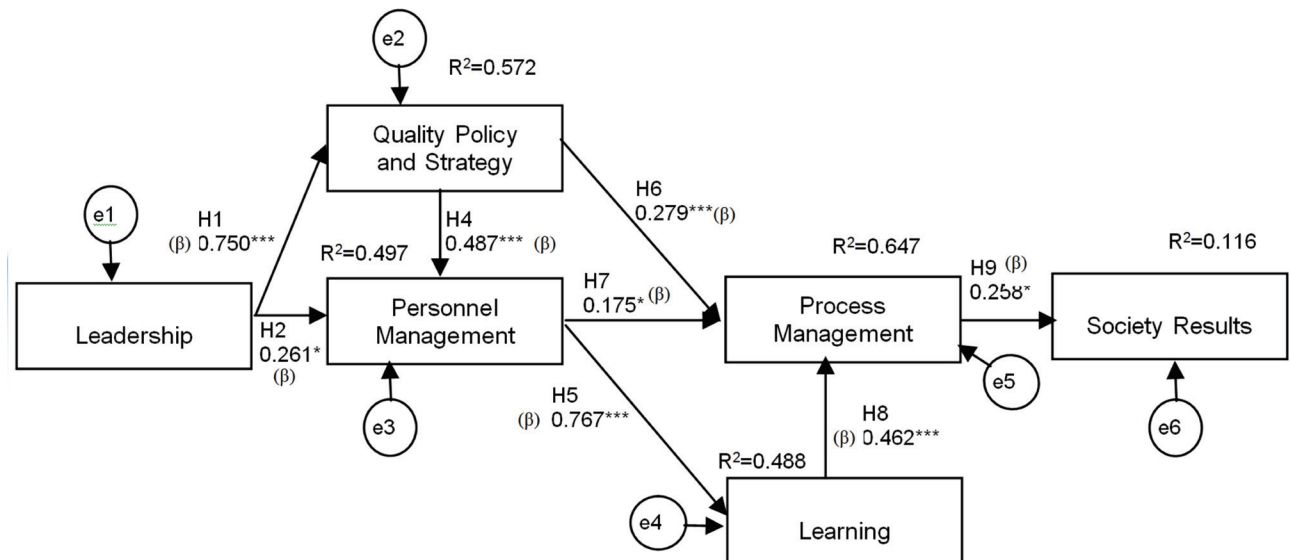 e2
R²=0.572
Quality Policy
and Strategy
e1
H1
(β) 0.750***
H4
0.487*** (β)
H6
0.279***(β)
R²=0.497
R²=0.647
R²=0.116
Leadership
H2
0.261*
(β)
Personnel
Management
H7
0.175* (β)
Process
Management
H9 (β)
0.258*
Society Results
e3
H5
(β) 0.767***
H8
(β) 0.462***
e5
e6
R²=0.488
e4
Learning